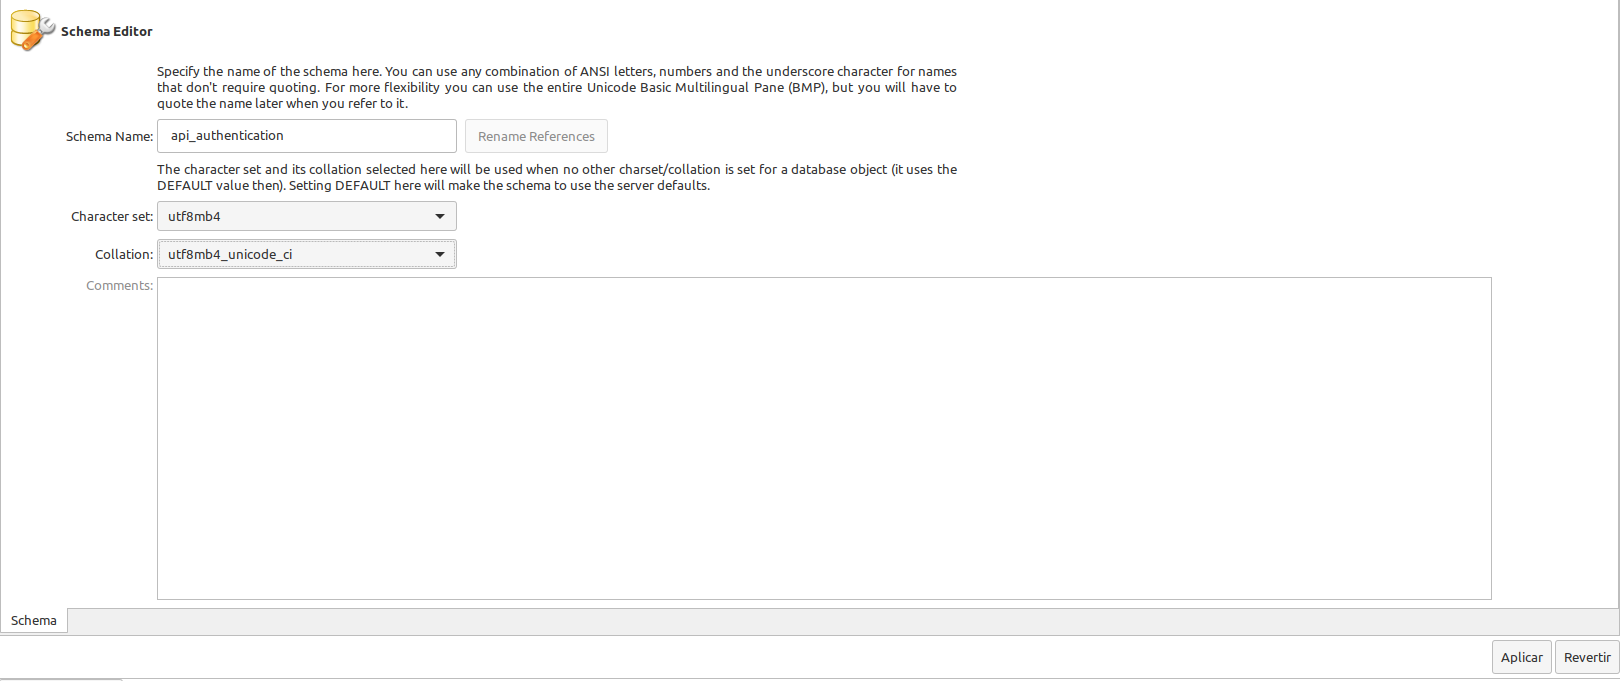 Schema Editor
Specify the name of the schema here. You can use any combination of ANSI letters, numbers and the underscore character for names
that don't require quoting. For more flexibility you can use the entire Unicode Basic Multilingual Pane (BMP), but you will have to
quote the name later when you refer to it.
Schema Name: api_authentication Rename References
The character set and its collation selected here will be used when no other charset/collation is set for a database object (it uses the
DEFAULT value then). Setting DEFAULT here will make the schema to use the server defaults.
Character set: utf8mb4
Collation: utf8mb4_unicode_ci
Comments:
Schema
Aplicar Revertir